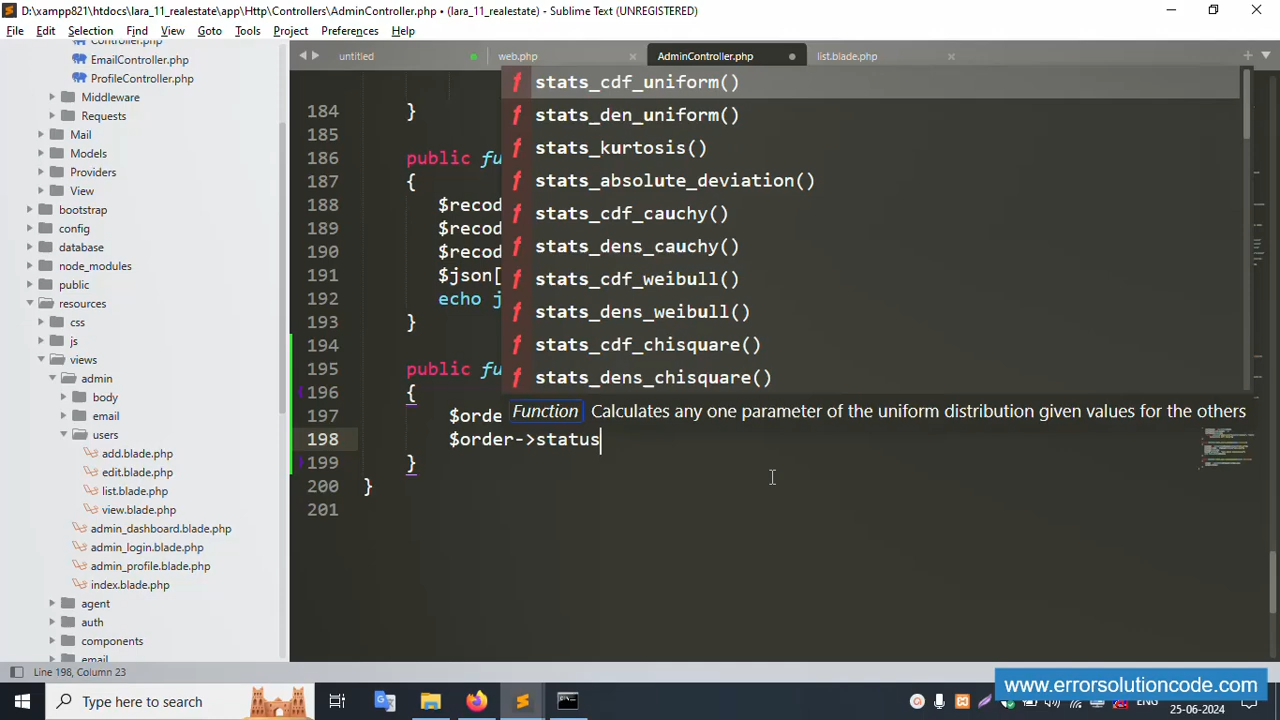 D:\xampp821\htdocs\lara_11_realestate\app\Http\Controllers\AdminController.php • (lara_11_realestate) - Sublime Text (UNREGISTERED)
File Edit Selection Find View Goto Tools Project Preferences Help
Controller.php
EmailController.php
ProfileController.php
Middleware
Requests
Mail
Models
Providers
View
bootstrap
config
database
node_modules
public
resources
css
js
views
admin
body
email
users
add.blade.php
edit.blade.php
list.blade.php
view.blade.php
admin_dashboard.blade.php
admin_login.blade.php
admin_profile.blade.php
index.blade.php
agent
auth
components
email
untitled web.php AdminController.php list.blade.php
184 }
185
186 public fu
187 {
188 $recod
189 $recod
190 $recod
191 $json[
192 echo j
193 }
194
195 public fu
196 {
197 $orde
198 $order->status
199 }
200 }
201
f stats_cdf_uniform()
f stats_den_uniform()
f stats_kurtosis()
f stats_absolute_deviation()
f stats_cdf_cauchy()
f stats_dens_cauchy()
f stats_cdf_weibull()
f stats_dens_weibull()
f stats_cdf_chisquare()
f stats_dens_chisquare()
Function Calculates any one parameter of the uniform distribution given values for the others
Line 198, Column 23
www.errorsolutioncode.com
Type here to search
ENG
25-06-2024